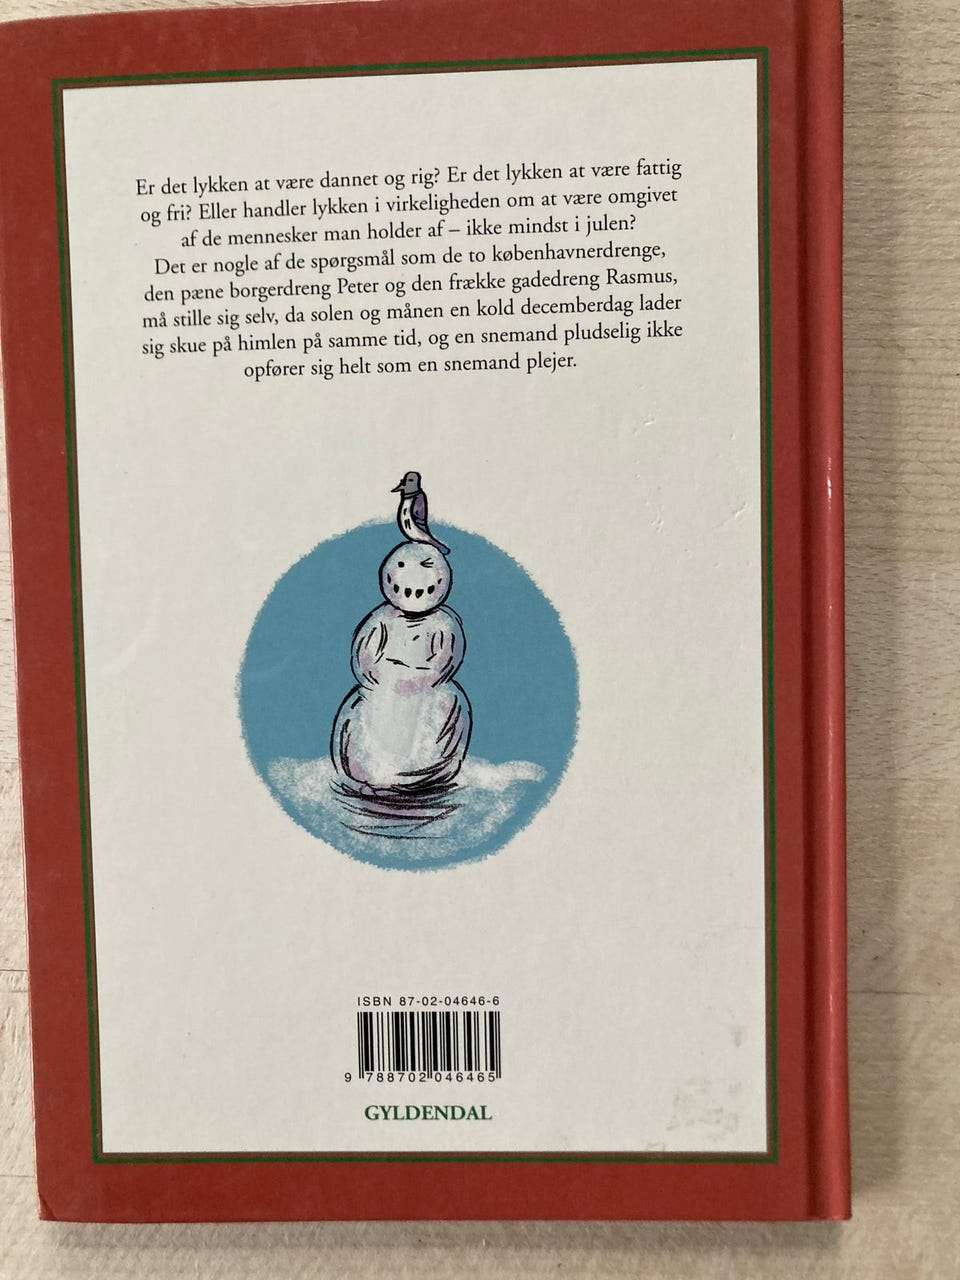 Er det lykken at være dannet og rig? Er det lykken at være fattig
og fri? Eller handler lykken i virkeligheden om at være omgivet
af de mennesker man holder af – ikke mindst i julen?
Det er nogle af de spørgsmål som de to københavnerdrenge,
den pæne borgerdreng Peter og den frække gadedreng Rasmus,
må stille sig selv, da solen og månen en kold decemberdag lader
sig skue på himlen på samme tid, og en snemand pludselig ikke
opfører sig helt som en snemand plejer.
ISBN 87-02-04646-6
9 788702 046465
GYLDENDAL